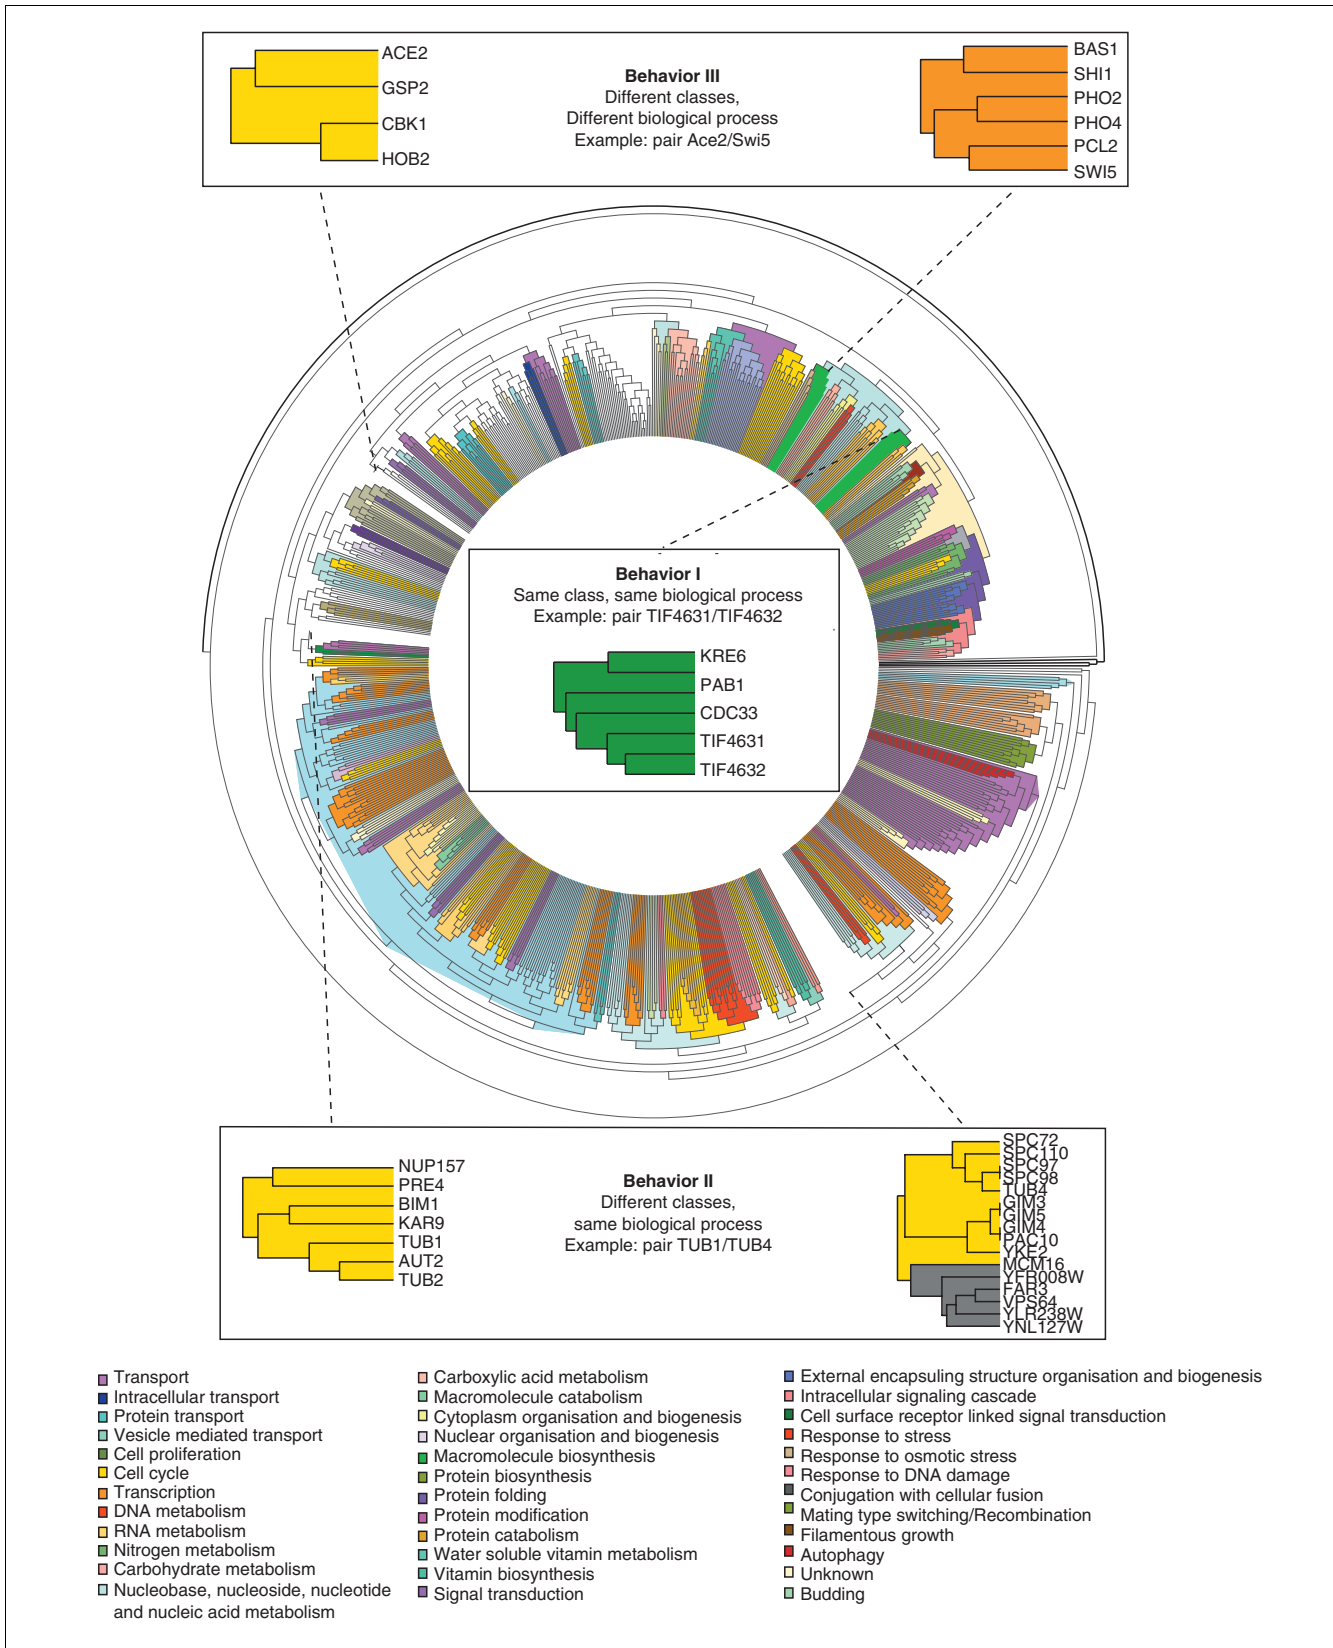 ACE2
GSP2
CBK1
HOB2
Behavior III
Different classes,
Different biological process
Example: pair Ace2/Swi5
BAS1
SHI1
PHO2
PHO4
PCL2
SWI5
Behavior I
Same class, same biological process
Example: pair TIF4631/TIF4632
KRE6
PAB1
CDC33
TIF4631
TIF4632
NUP157
PRE4
BIM1
KAR9
TUB1
AUT2
TUB2
Behavior II
Different classes,
same biological process
Example: pair TUB1/TUB4
SPC72
SPC110
SPC97
SPC98
TUB4
GIM3
GIM5
GIM4
PAC10
YKE2
MCM16
YFR008W
FAR3
VPS64
YLR238W
YNL127W
Transport
Intracellular transport
Protein transport
Vesicle mediated transport
Cell proliferation
Cell cycle
Transcription
DNA metabolism
RNA metabolism
Nitrogen metabolism
Carbohydrate metabolism
Nucleobase, nucleoside, nucleotide
and nucleic acid metabolism
Carboxylic acid metabolism
Macromolecule catabolism
Cytoplasm organisation and biogenesis
Nuclear organisation and biogenesis
Macromolecule biosynthesis
Protein biosynthesis
Protein folding
Protein modification
Protein catabolism
Water soluble vitamin metabolism
Vitamin biosynthesis
Signal transduction
External encapsuling structure organisation and biogenesis
Intracellular signaling cascade
Cell surface receptor linked signal transduction
Response to stress
Response to osmotic stress
Response to DNA damage
Conjugation with cellular fusion
Mating type switching/Recombination
Filamentous growth
Autophagy
Unknown
Budding